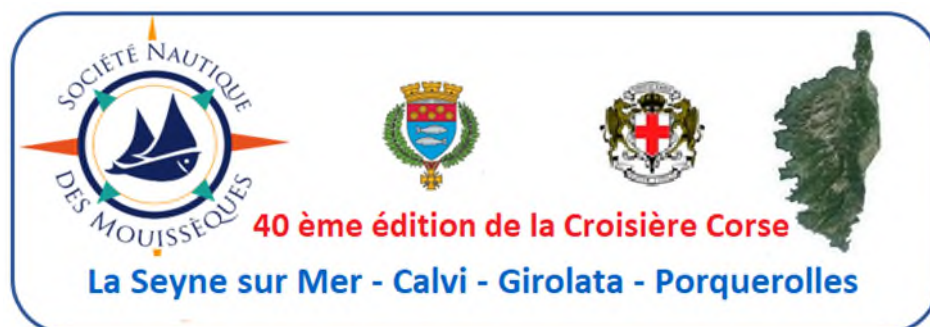 SOCIÉTÉ NAUTIQUE
DES MOUISSÈQUES
40 ème édition de la Croisière Corse
La Seyne sur Mer - Calvi - Girolata - Porquerolles